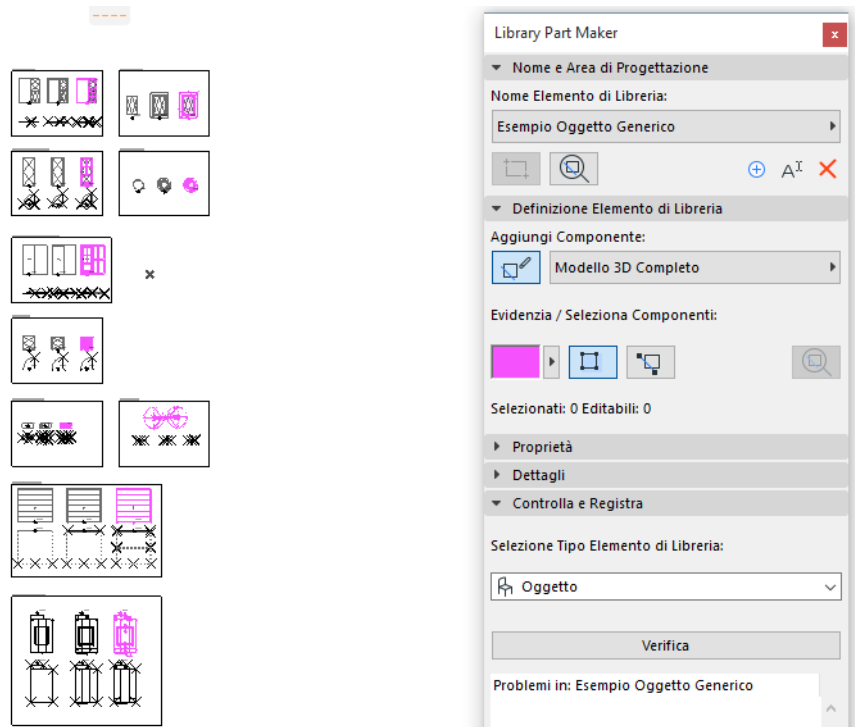 Library Part Maker
x
Nome e Area di Progettazione
Nome Elemento di Libreria:
Esempio Oggetto Generico
Definizione Elemento di Libreria
Aggiungi Componente:
Modello 3D Completo
Evidenzia / Seleziona Componenti:
Selezionati: 0 Editabili: 0
Proprietà
Dettagli
Controlla e Registra
Selezione Tipo Elemento di Libreria:
Oggetto
Verifica
Problemi in: Esempio Oggetto Generico